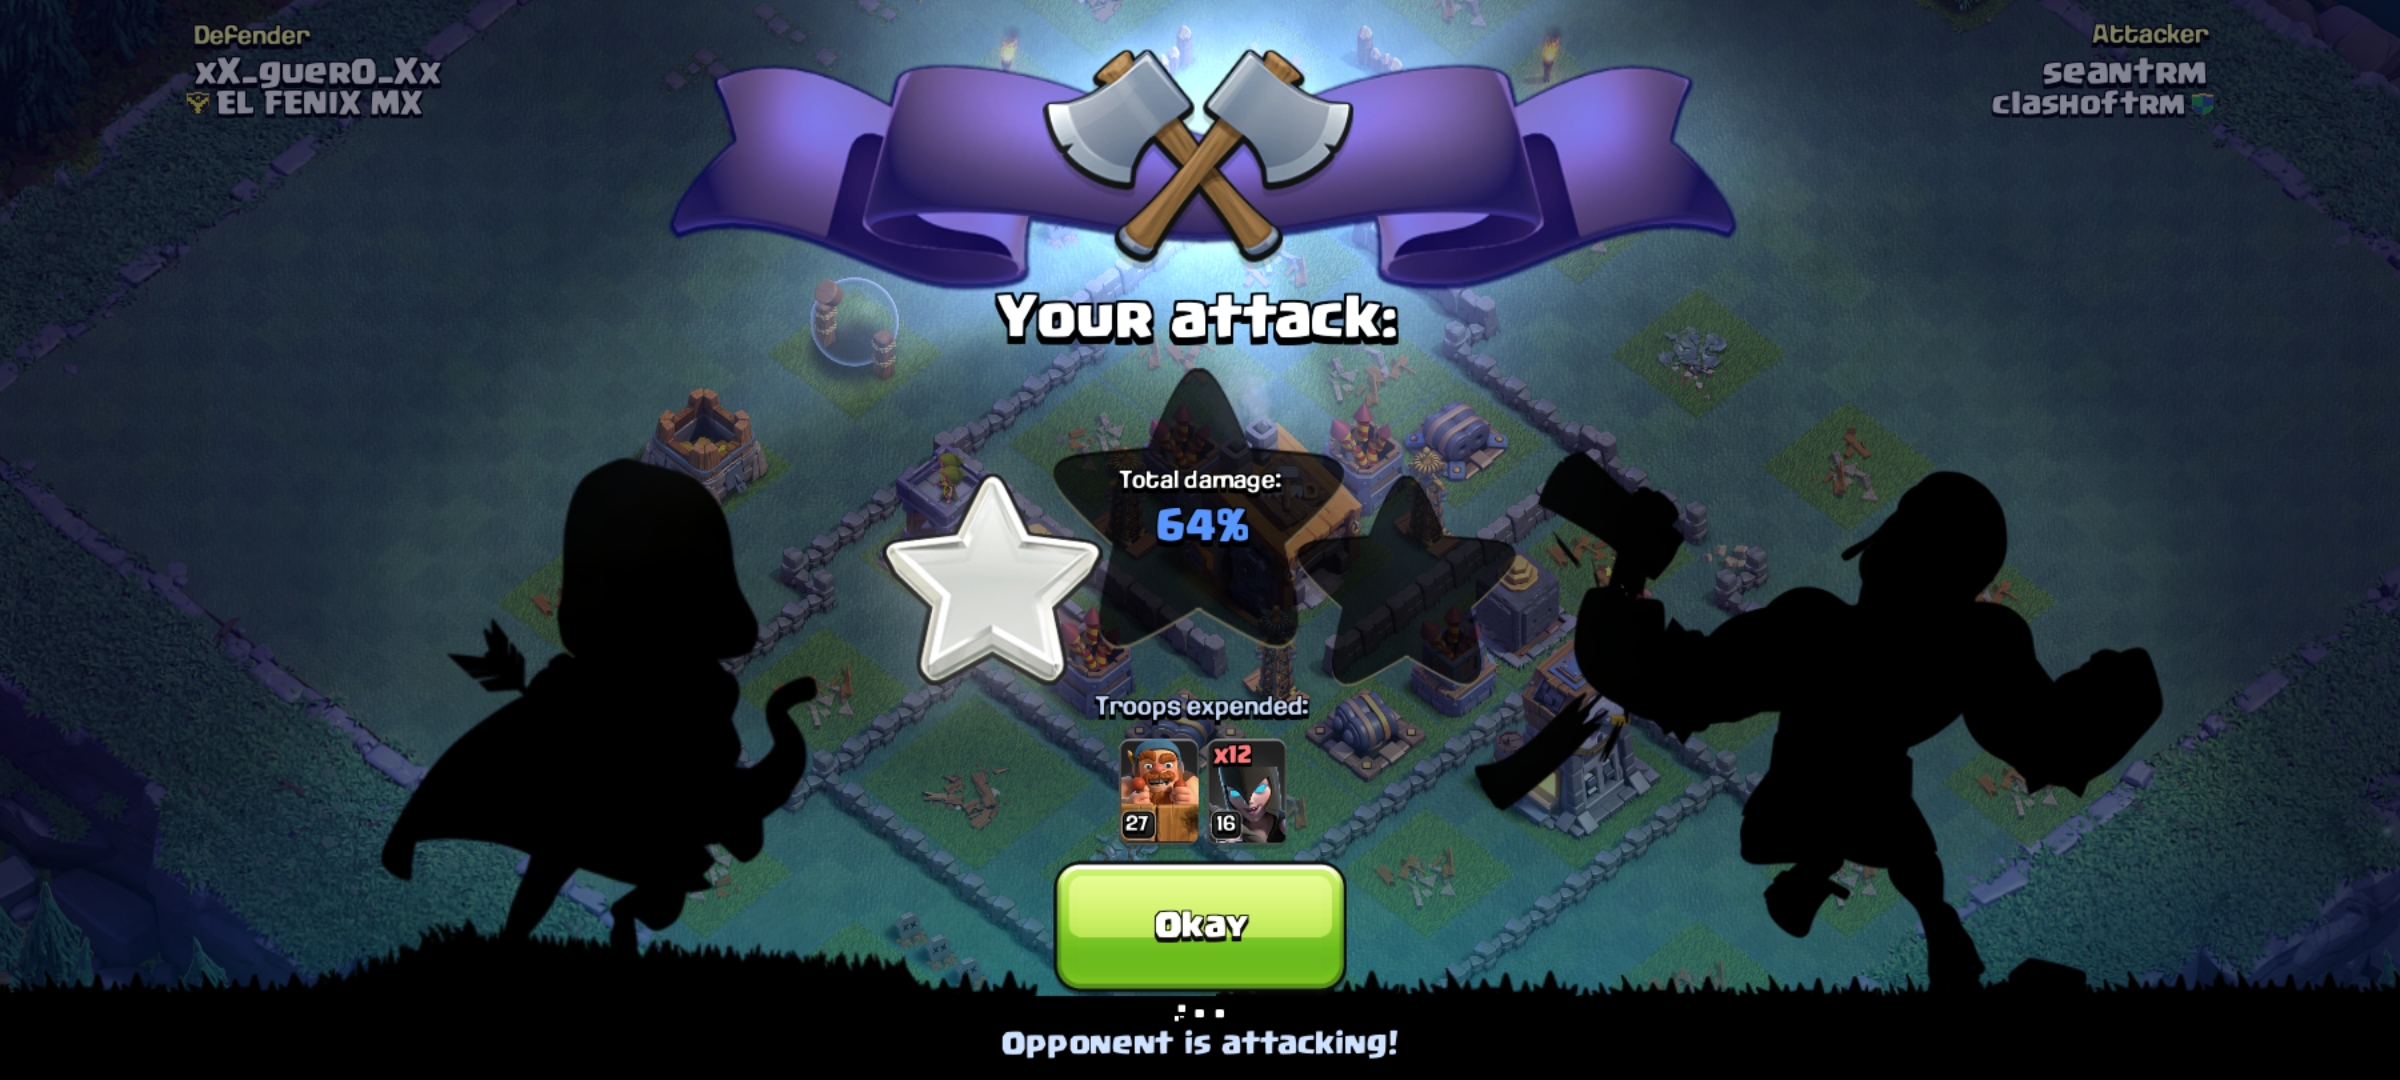 Defender
xX_guer0_Xx
EL FENIX MX
Attacker
seantRM
clashoftRM
Your attack:
Total damage:
64%
Troops expended:
x12
27
16
Okay
Opponent is attacking!